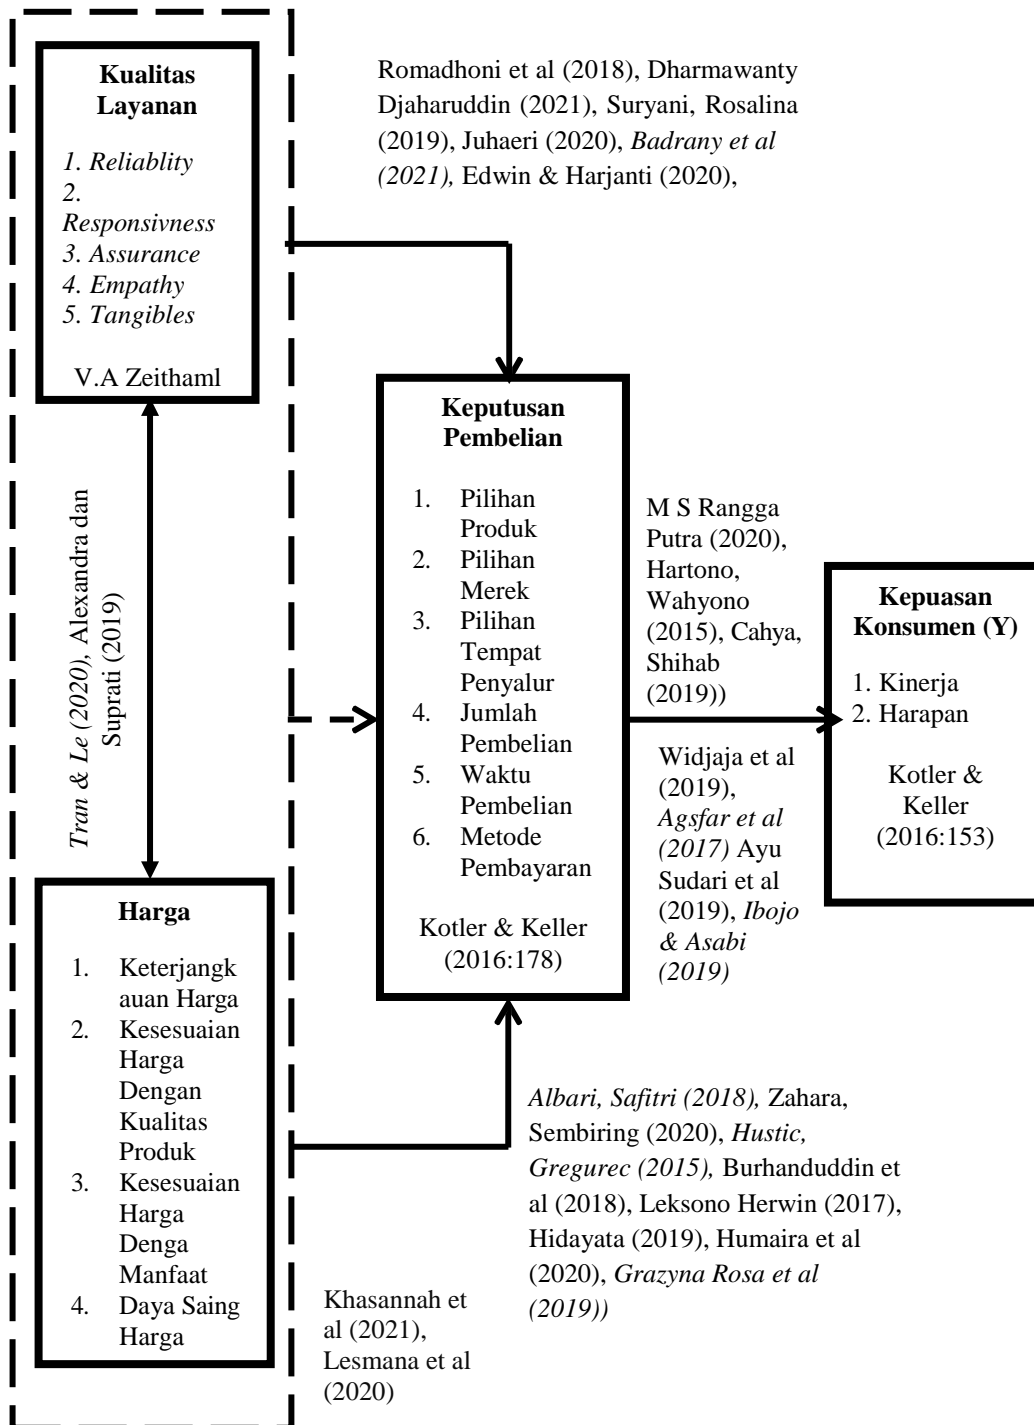 Kualitas
Layanan
1. Reliablity
2.
Responsivness
3. Assurance
4. Empathy
5. Tangibles
V.A Zeithaml
Romadhoni et al (2018), Dharmawanty
Djaharuddin (2021), Suryani, Rosalina
(2019), Juhaeri (2020), Badrany et al
(2021), Edwin & Harjanti (2020),
Tran & Le (2020), Alexandra dan
Suprati (2019)
Keputusan
Pembelian
1. Pilihan
Produk
2. Pilihan
Merek
3. Pilihan
Tempat
Penyalur
4. Jumlah
Pembelian
5. Waktu
Pembelian
6. Metode
Pembayaran
Kotler & Keller
(2016:178)
M S Rangga
Putra (2020),
Hartono,
Wahyono
(2015), Cahya,
Shihab
(2019))
Widjaja et al
(2019),
Agsfar et al
(2017) Ayu
Sudari et al
(2019), Ibojo
& Asabi
(2019)
Kepuasan
Konsumen (Y)
1. Kinerja
2. Harapan
Kotler &
Keller
(2016:153)
Harga
1. Keterjangk
auan Harga
2. Kesesuaian
Harga
Dengan
Kualitas
Produk
3. Kesesuaian
Harga
Denga
Manfaat
4. Daya Saing
Harga
Khasannah et
al (2021),
Lesmana et al
(2020)
Albari, Safitri (2018), Zahara,
Sembiring (2020), Hustic,
Gregurec (2015), Burhanduddin et
al (2018), Leksono Herwin (2017),
Hidayata (2019), Humaira et al
(2020), Grazyna Rosa et al
(2019))